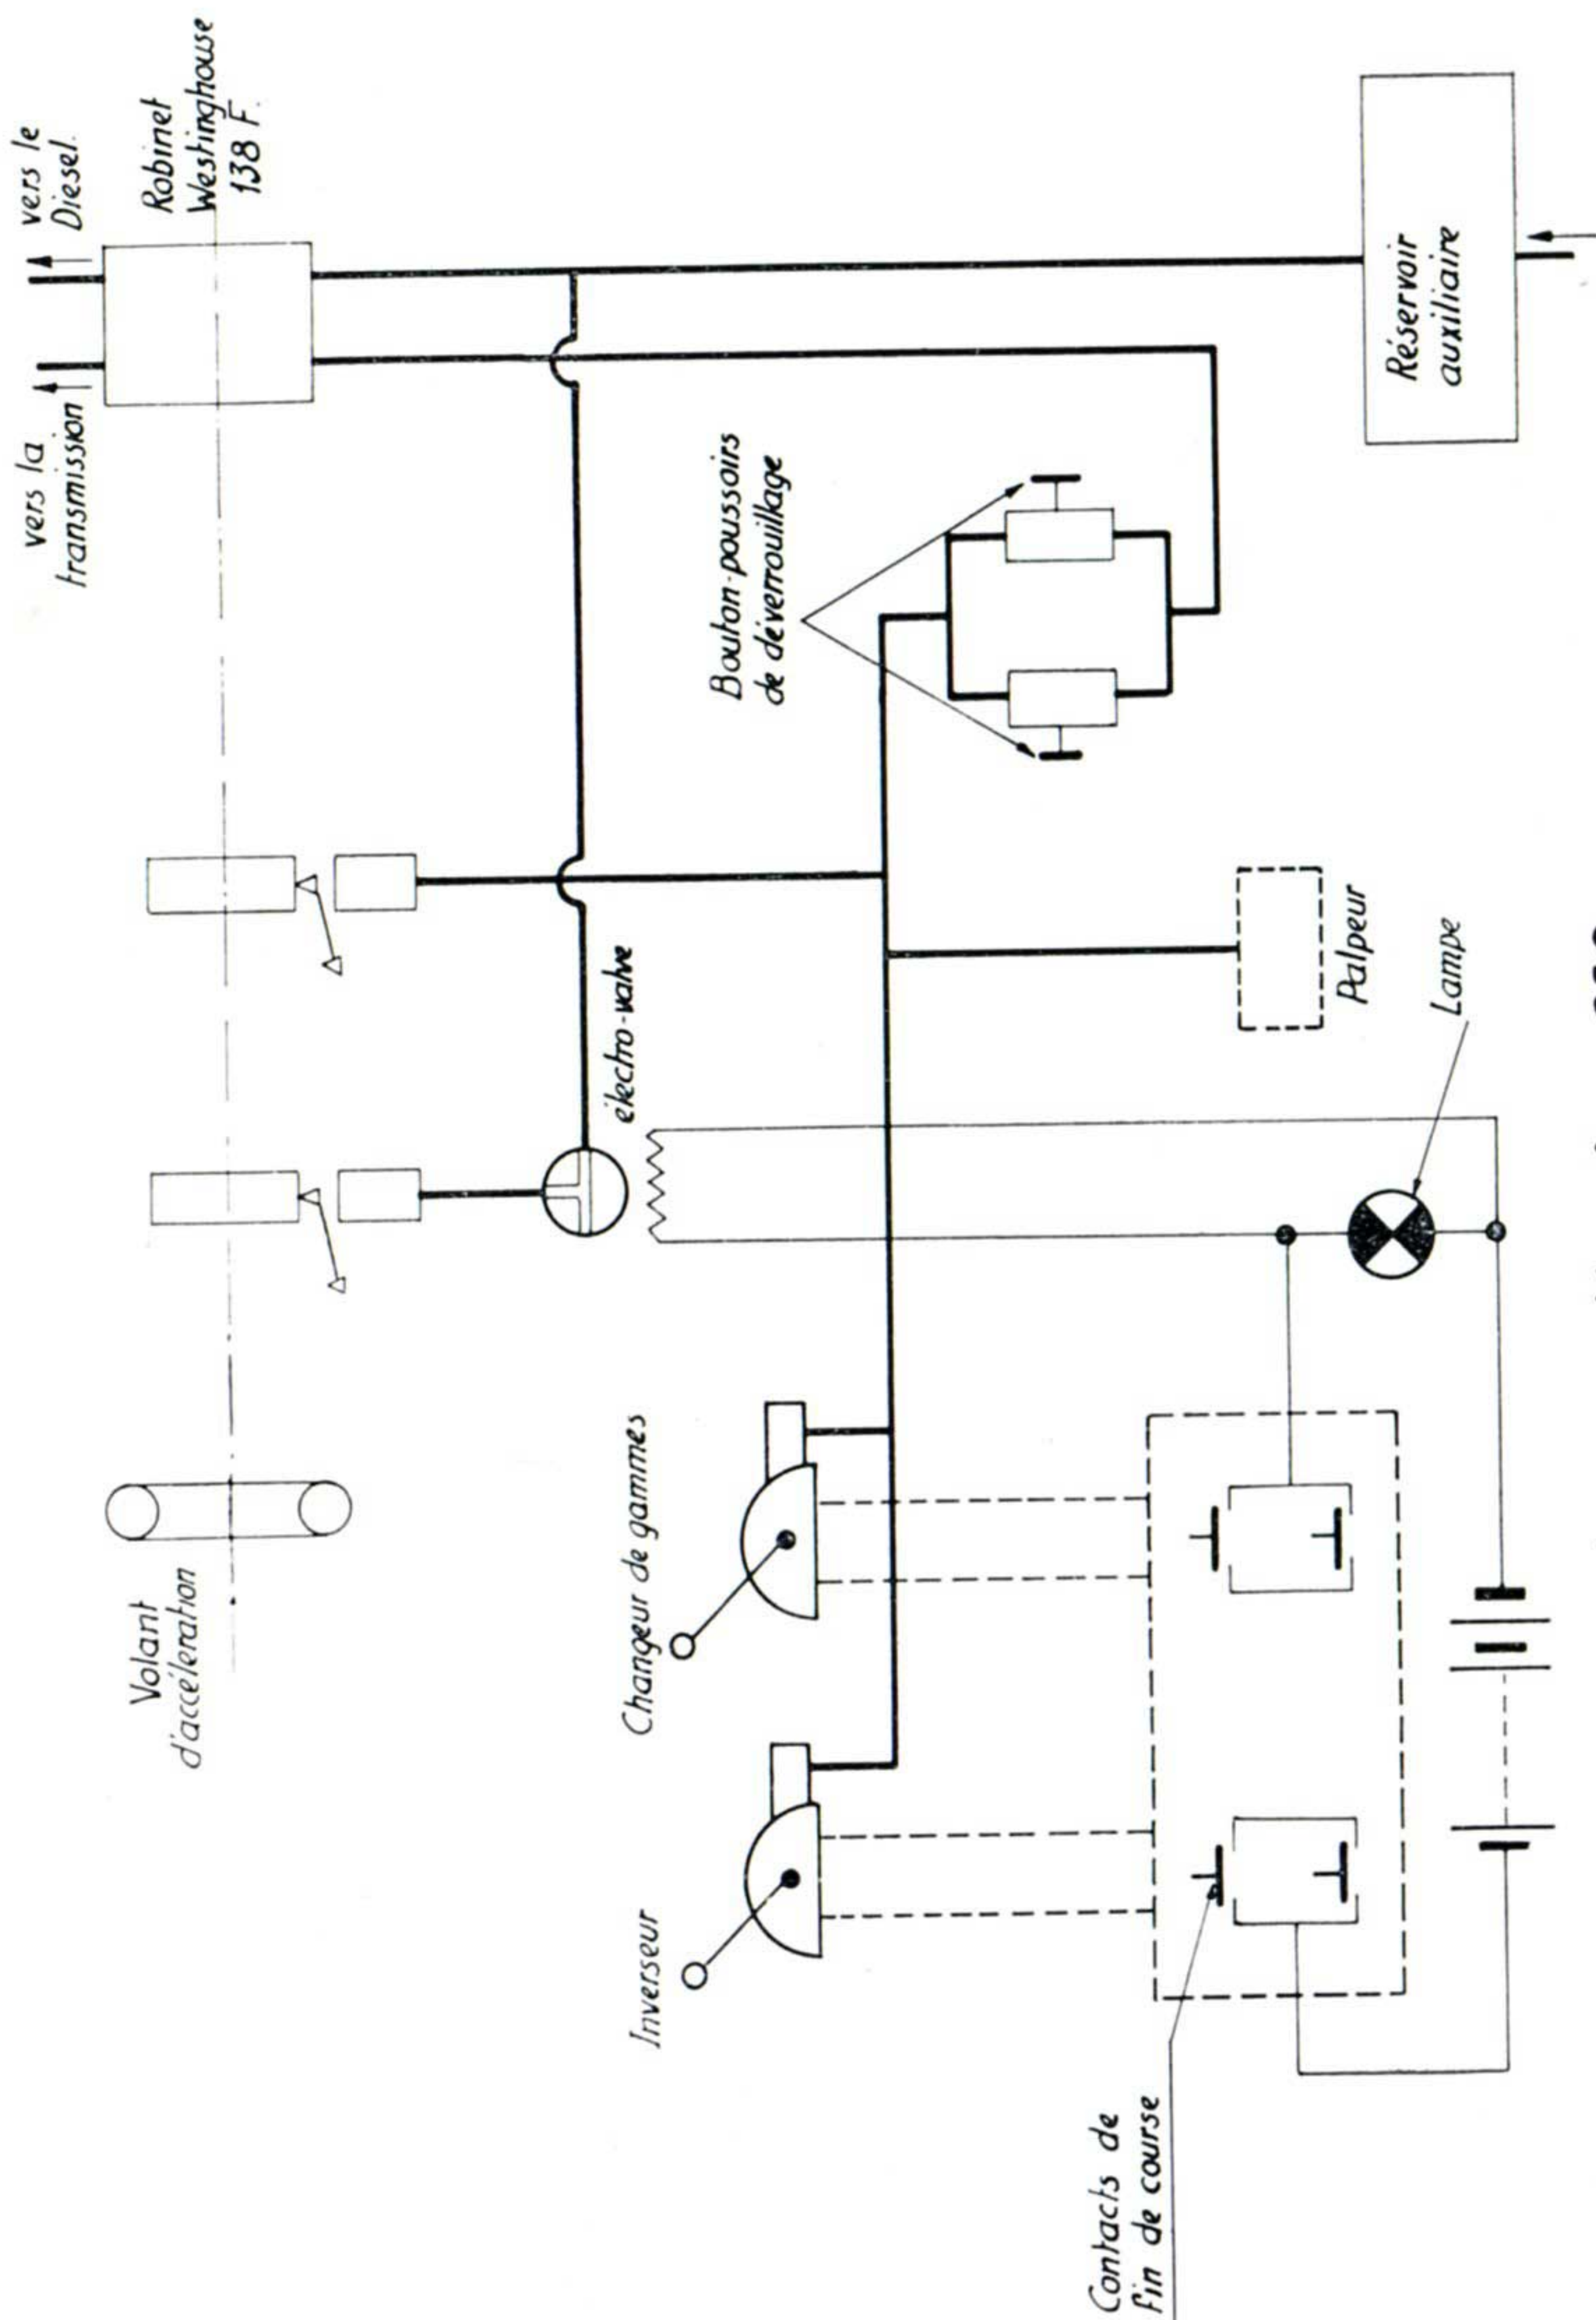 vers la
transmission
vers le
Diesel.
Robinet
Westinghouse
138 F.
Volant
d'accéleration
électro-valve
Bouton-poussoirs
de déverrouillage
Changeur de gammes
Inverseur
Réservoir
auxiliaire
Palpeur
Lampe
Contacts de
fin de course